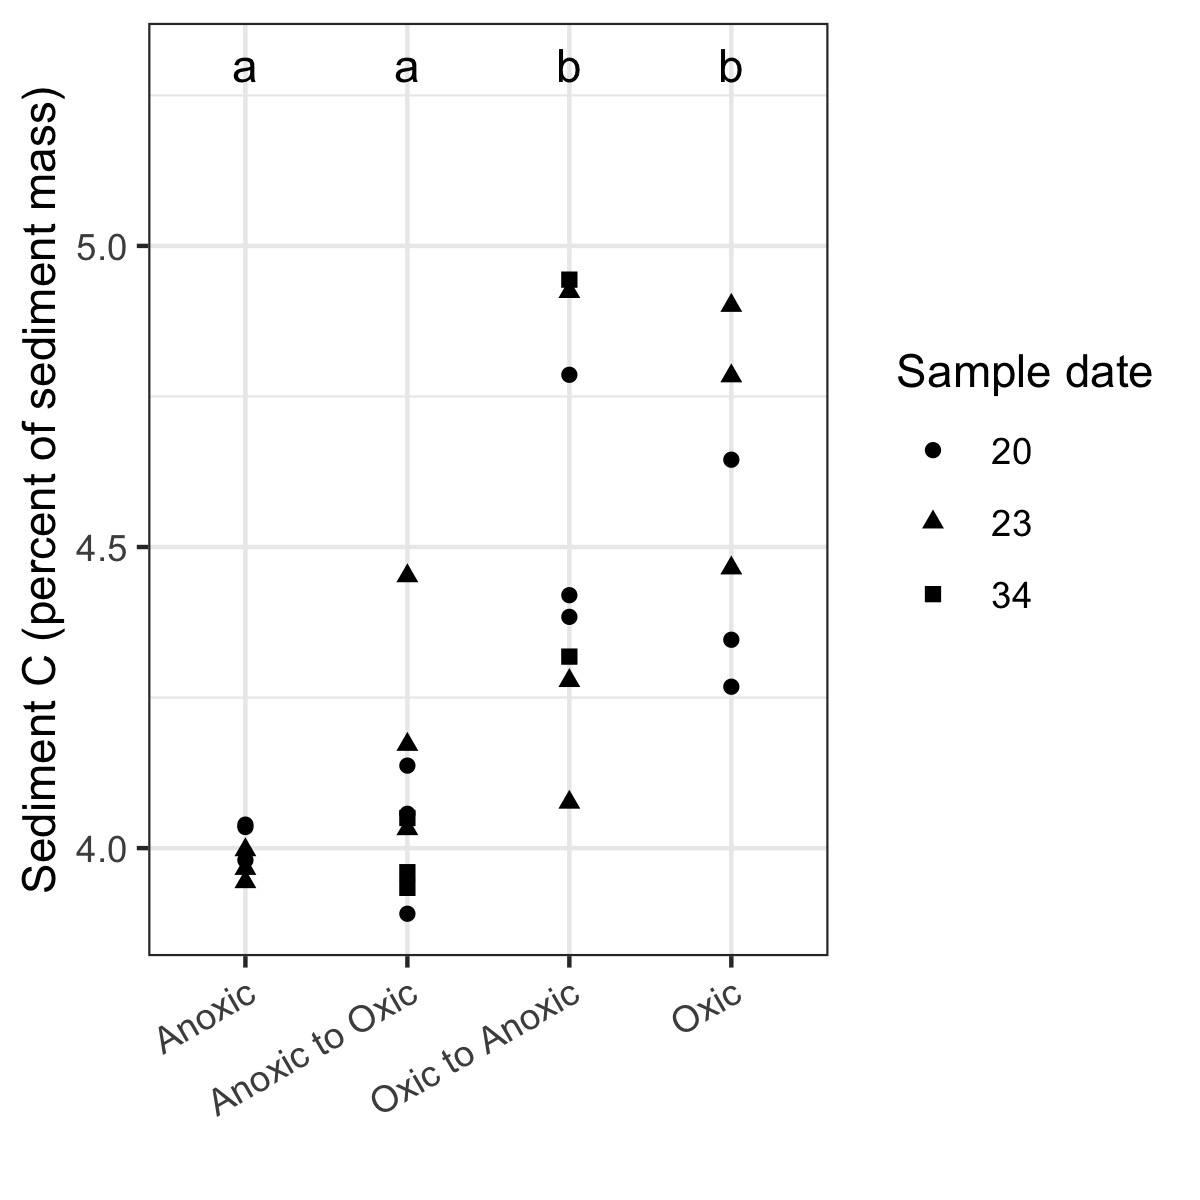 a a b b
Sediment C (percent of sediment mass)
5.0
4.5
4.0
Anoxic
Anoxic to Oxic
Oxic to Anoxic
Oxic
Sample date
20
23
34